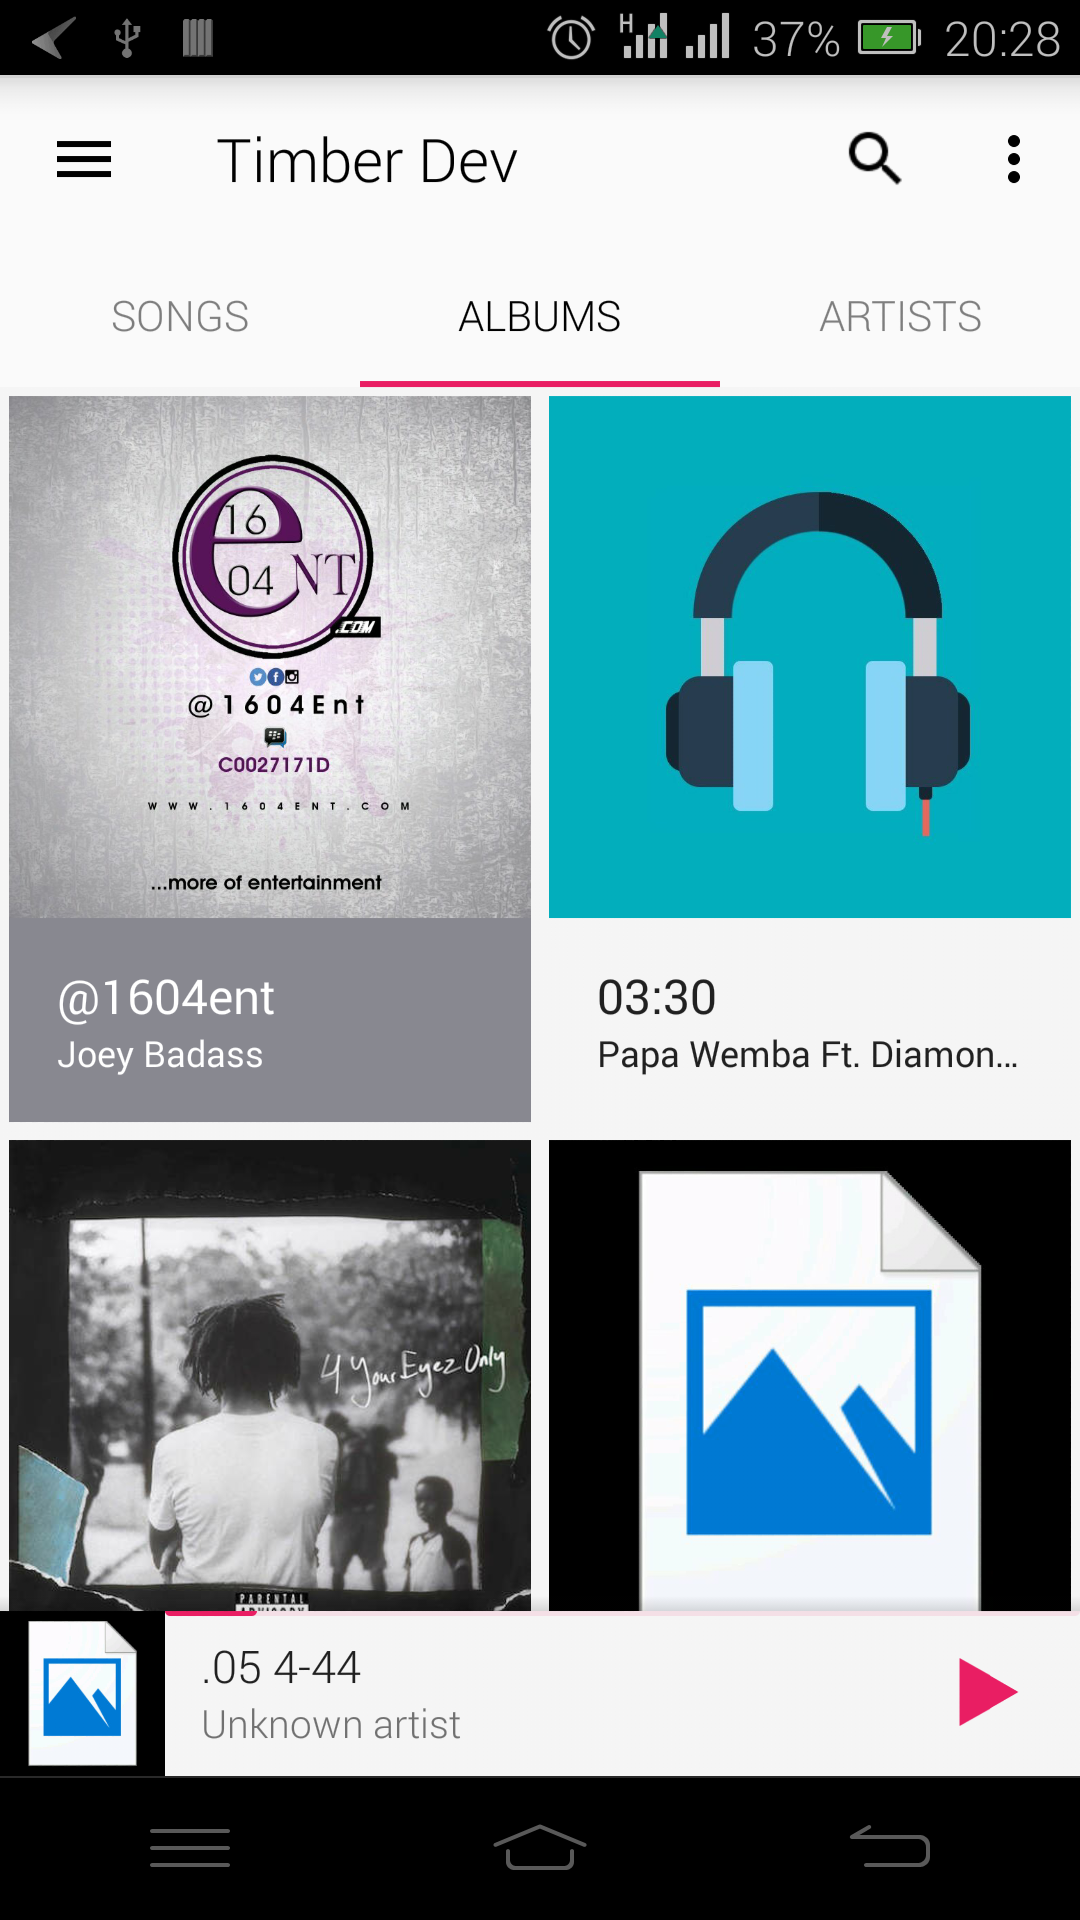 H 37% 20:28
Timber Dev
SONGS ALBUMS ARTISTS
16
04 ENT
.COM
@1604Ent
C0027171D
WWW.1604ENT.COM
...more of entertainment
@1604ent
Joey Badass
03:30
Papa Wemba Ft. Diamon...
4 Your Eyez Only
PARENTAL
ADVISORY
.05 4-44
Unknown artist